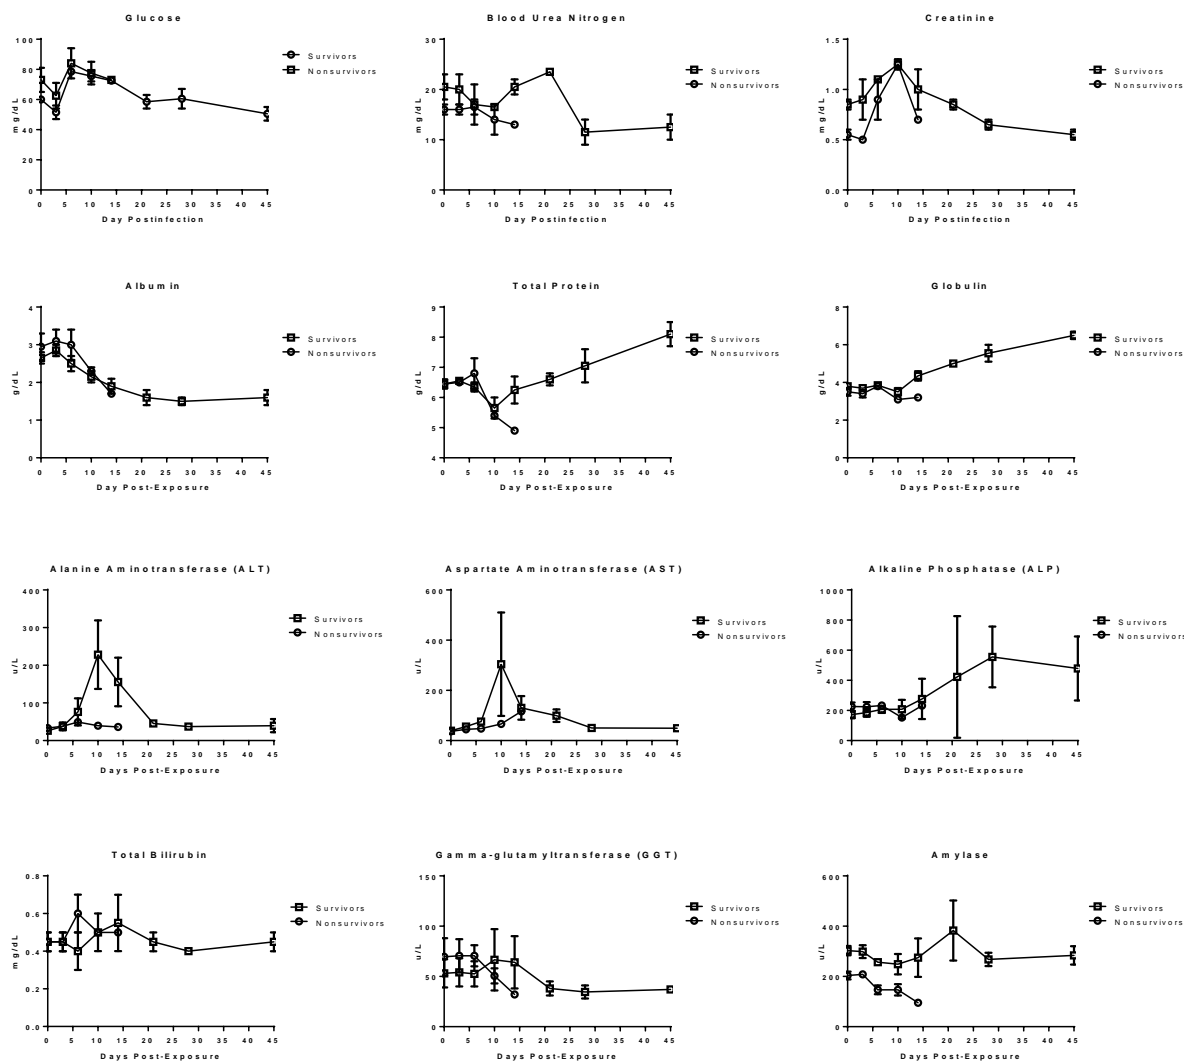 Glucose
100
80
60
40
20
0
mg/dL
0 5 10 15 20 25 30 35 40 45
Day Postinfection
Survivors
Nonsurvivors
Blood Urea Nitrogen
30
20
10
0
mg/dL
0 5 10 15 20 25 30 35 40 45
Day Postinfection
Survivors
Nonsurvivors
Creatinine
1.5
1.0
0.5
0.0
mg/dL
0 5 10 15 20 25 30 35 40 45
Day Postinfection
Survivors
Nonsurvivors
Albumin
4
3
2
1
0
g/dL
0 5 10 15 20 25 30 35 40 45
Day Post-Exposure
Survivors
Nonsurvivors
Total Protein
9
8
7
6
5
4
g/dL
0 5 10 15 20 25 30 35 40 45
Day Post-Exposure
Survivors
Nonsurvivors
Globulin
8
6
4
2
0
g/dL
0 5 10 15 20 25 30 35 40 45
Days Post-Exposure
Survivors
Nonsurvivors
Alanine Aminotransferase (ALT)
400
300
200
100
0
u/L
0 5 10 15 20 25 30 35 40 45
Days Post-Exposure
Survivors
Nonsurvivors
Aspartate Aminotransferase (AST)
600
400
200
0
u/L
0 5 10 15 20 25 30 35 40 45
Days Post-Exposure
Survivors
Nonsurvivors
Alkaline Phosphatase (ALP)
1000
800
600
400
200
0
u/L
0 5 10 15 20 25 30 35 40 45
Days Post-Exposure
Survivors
Nonsurvivors
Total Bilirubin
0.8
0.6
0.4
0.2
0.0
mg/dL
0 5 10 15 20 25 30 35 40 45
Days Post-Exposure
Survivors
Nonsurvivors
Gamma-glutamyltransferase (GGT)
150
100
50
0
u/L
0 5 10 15 20 25 30 35 40 45
Days Post-Exposure
Survivors
Nonsurvivors
Amylase
600
400
200
0
u/L
0 5 10 15 20 25 30 35 40 45
Days Post-Exposure
Survivors
Nonsurvivors